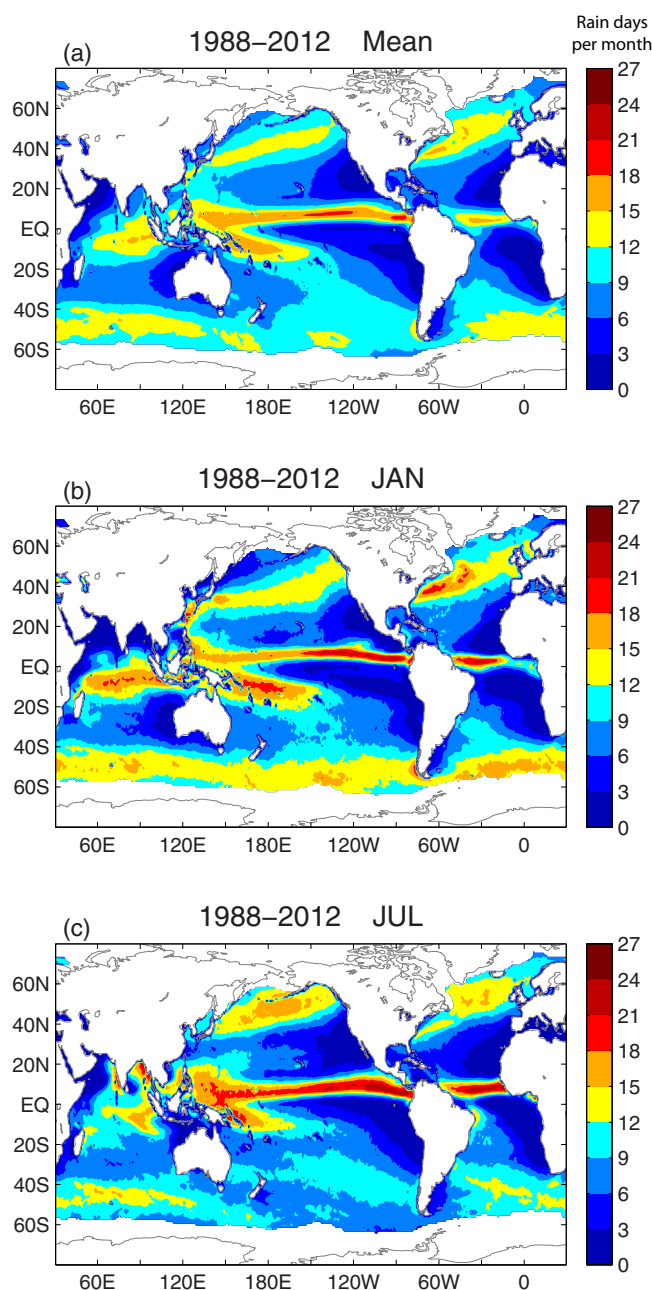 Rain days
per month
(a) 1988–2012 Mean
27
24
21
18
15
12
9
6
3
0
60N
40N
20N
EQ
20S
40S
60S
60E 120E 180E 120W 60W 0
(b) 1988–2012 JAN
27
24
21
18
15
12
9
6
3
0
60N
40N
20N
EQ
20S
40S
60S
60E 120E 180E 120W 60W 0
(c) 1988–2012 JUL
27
24
21
18
15
12
9
6
3
0
60N
40N
20N
EQ
20S
40S
60S
60E 120E 180E 120W 60W 0